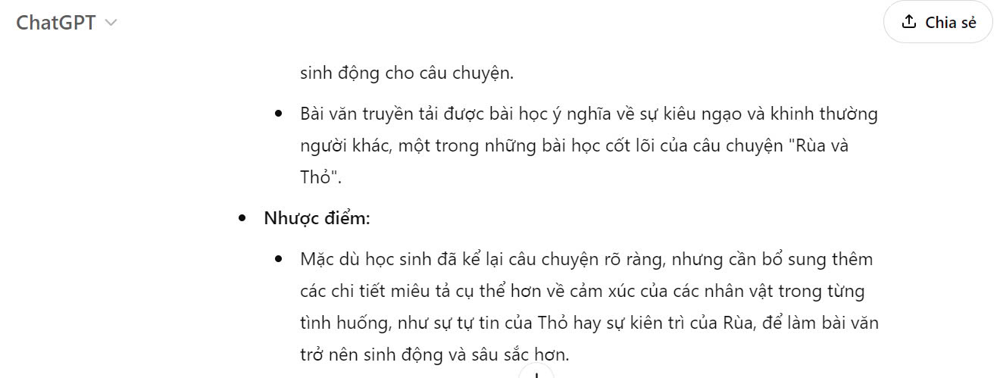 ChatGPT
Chia sẻ
sinh động cho câu chuyện.
Bài văn truyền tải được bài học ý nghĩa về sự kiêu ngạo và khinh thường
người khác, một trong những bài học cốt lõi của câu chuyện "Rùa và
Thỏ".
Nhược điểm:
Mặc dù học sinh đã kể lại câu chuyện rõ ràng, nhưng cần bổ sung thêm
các chi tiết miêu tả cụ thể hơn về cảm xúc của các nhân vật trong từng
tình huống, như sự tự tin của Thỏ hay sự kiên trì của Rùa, để làm bài văn
trở nên sinh động và sâu sắc hơn.